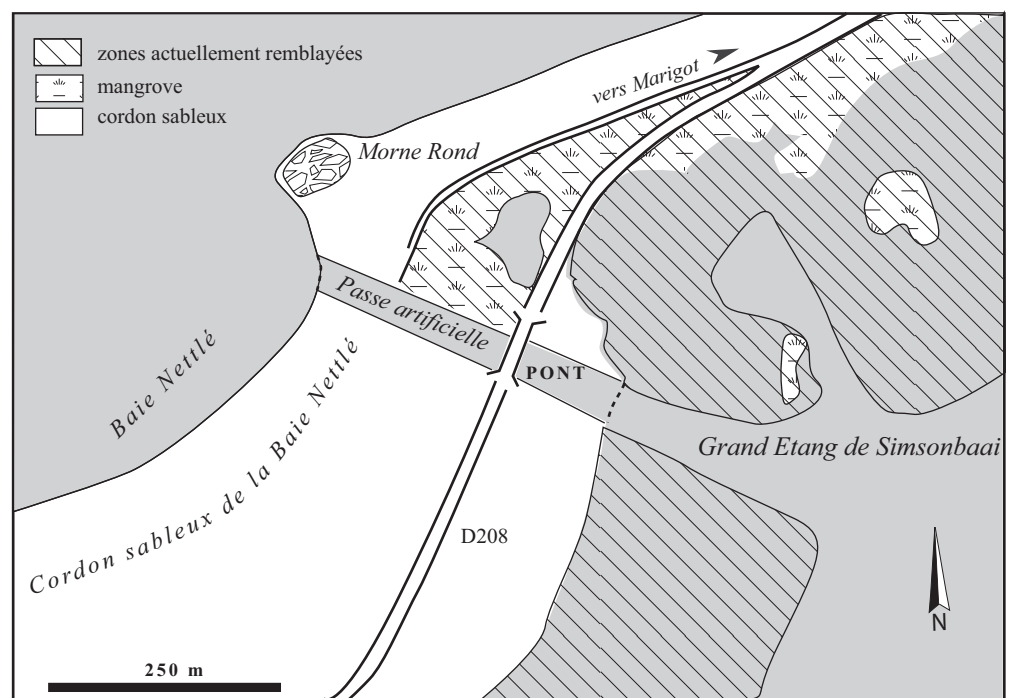 zones actuellement remblayées
mangrove
cordon sableux
vers Marigot
Morne Rond
Passe artificielle
PONT
Baie Nettlé
Cordon sableux de la Baie Nettlé
Grand Etang de Simsonbaai
D208
250 m
N